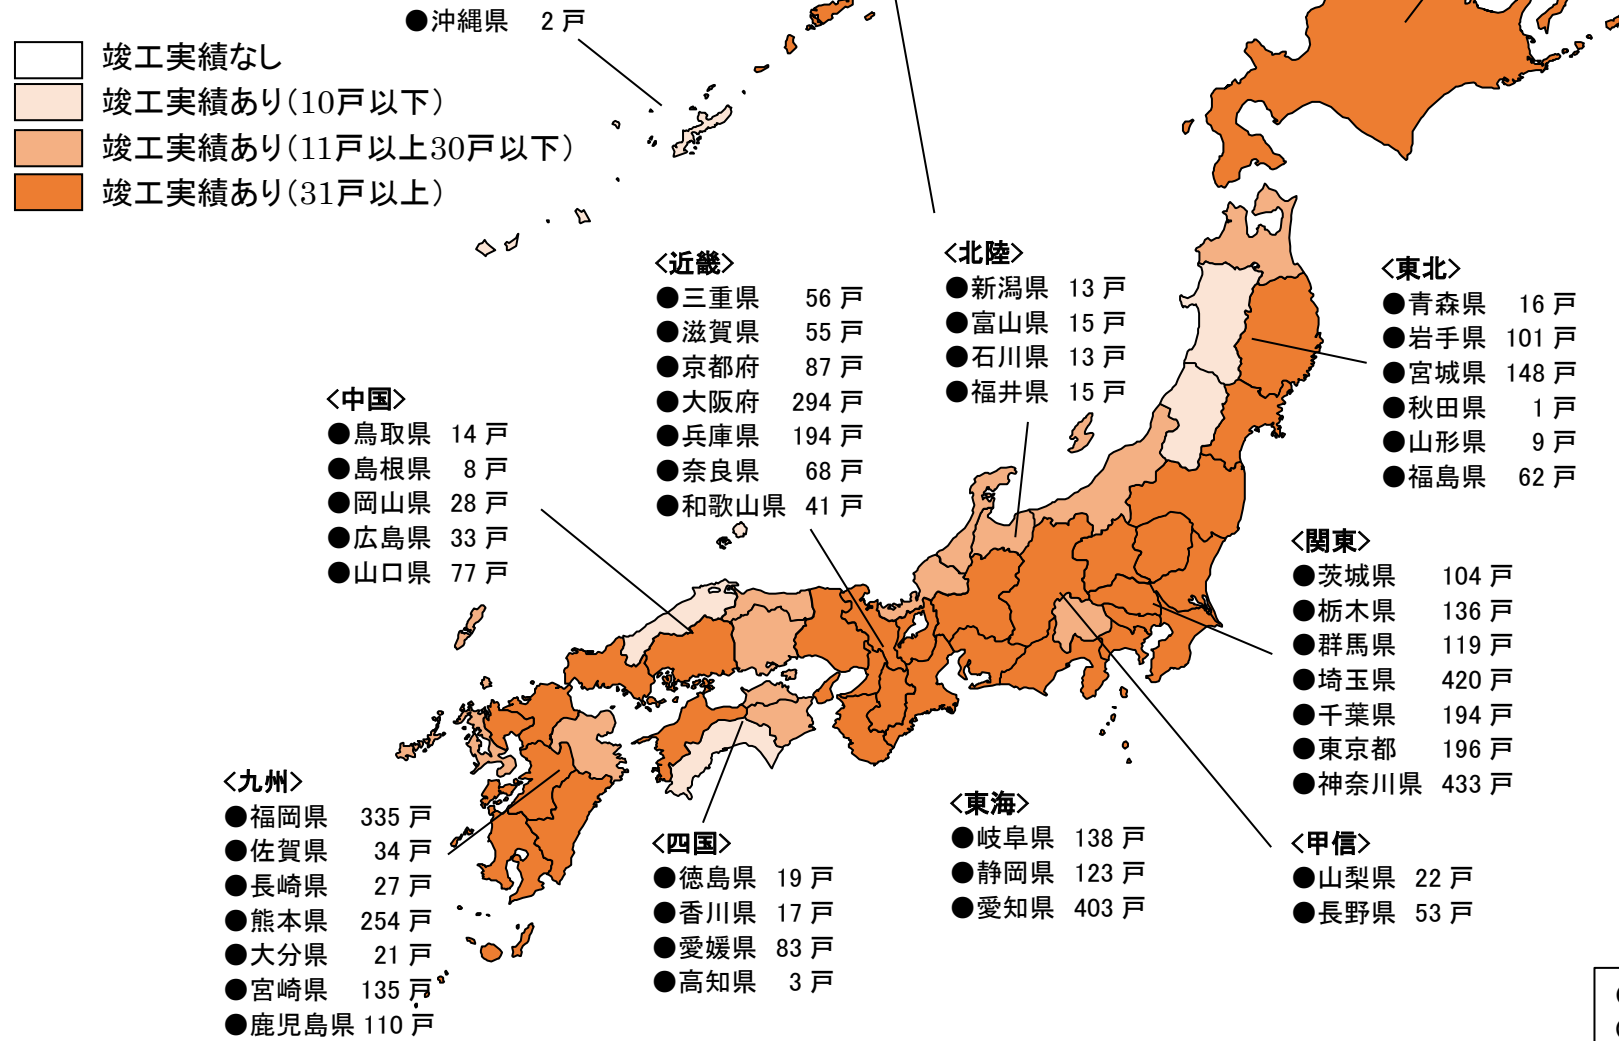 ●沖縄県 2 戸
竣工実績なし
竣工実績あり（10戸以下）
竣工実績あり（11戸以上30戸以下）
竣工実績あり（31戸以上）
<近畿>
●三重県 56 戸
●滋賀県 55 戸
●京都府 87 戸
●大阪府 294 戸
●兵庫県 194 戸
●奈良県 68 戸
●和歌山県 41 戸
<北陸>
●新潟県 13 戸
●富山県 15 戸
●石川県 13 戸
●福井県 15 戸
<東北>
●青森県 16 戸
●岩手県 101 戸
●宮城県 148 戸
●秋田県 1 戸
●山形県 9 戸
●福島県 62 戸
<中国>
●鳥取県 14 戸
●島根県 8 戸
●岡山県 28 戸
●広島県 33 戸
●山口県 77 戸
<関東>
●茨城県 104 戸
●栃木県 136 戸
●群馬県 119 戸
●埼玉県 420 戸
●千葉県 194 戸
●東京都 196 戸
●神奈川県 433 戸
<九州>
●福岡県 335 戸
●佐賀県 34 戸
●長崎県 27 戸
●熊本県 254 戸
●大分県 21 戸
●宮崎県 135 戸
●鹿児島県 110 戸
<四国>
●徳島県 19 戸
●香川県 17 戸
●愛媛県 83 戸
●高知県 3 戸
<東海>
●岐阜県 138 戸
●静岡県 123 戸
●愛知県 403 戸
<甲信>
●山梨県 22 戸
●長野県 53 戸